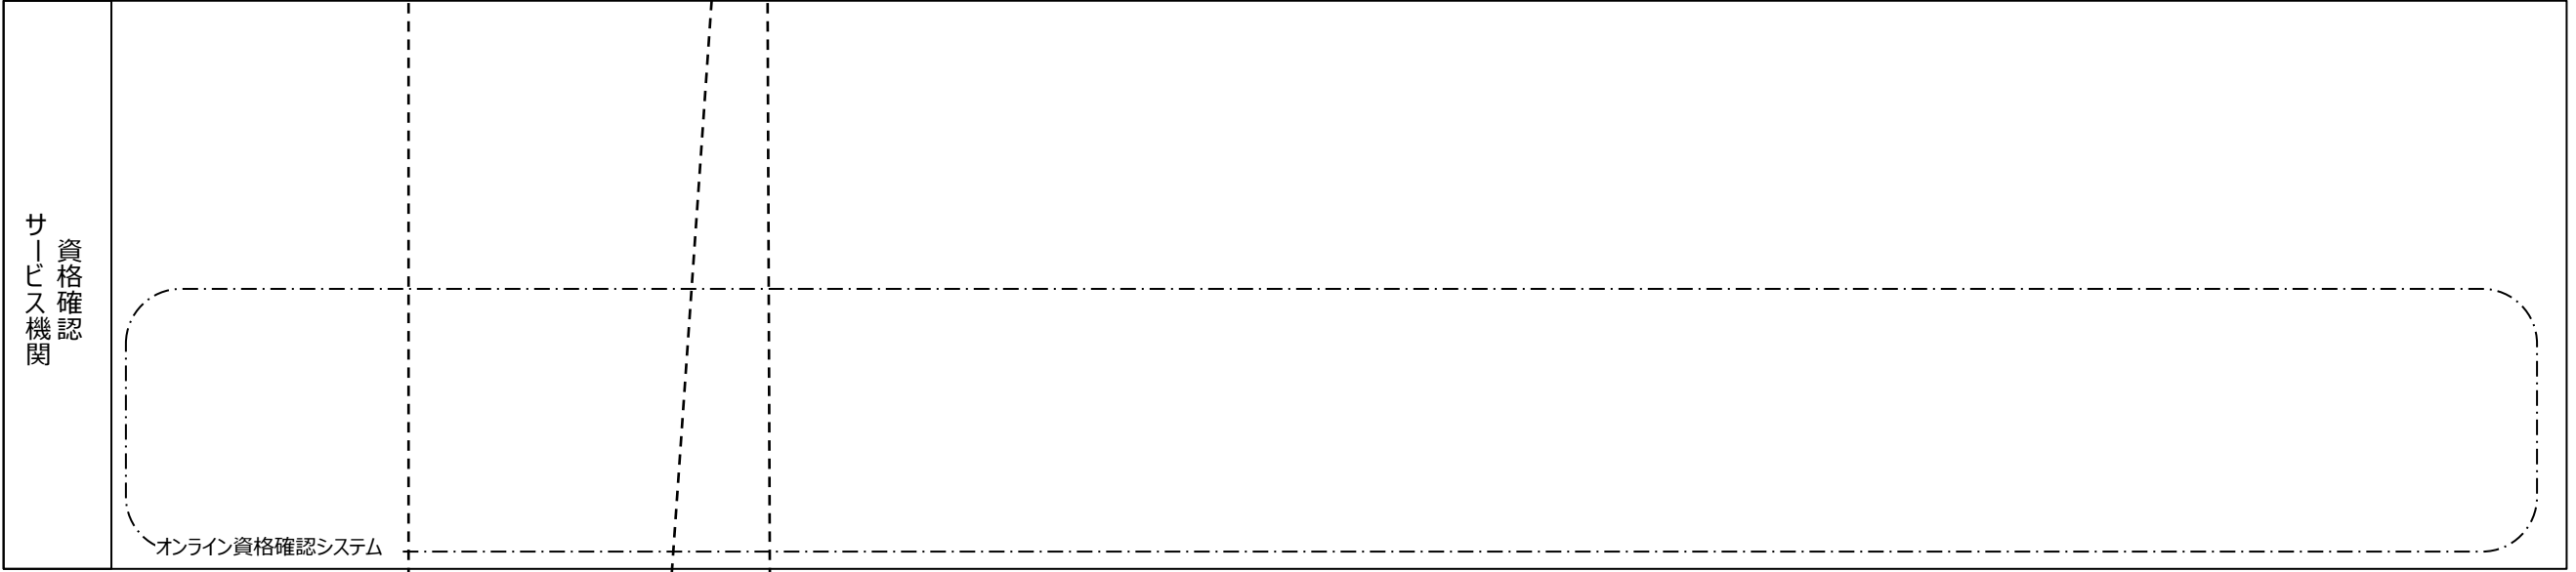 資格確認
サービス機関
オンライン資格確認システム